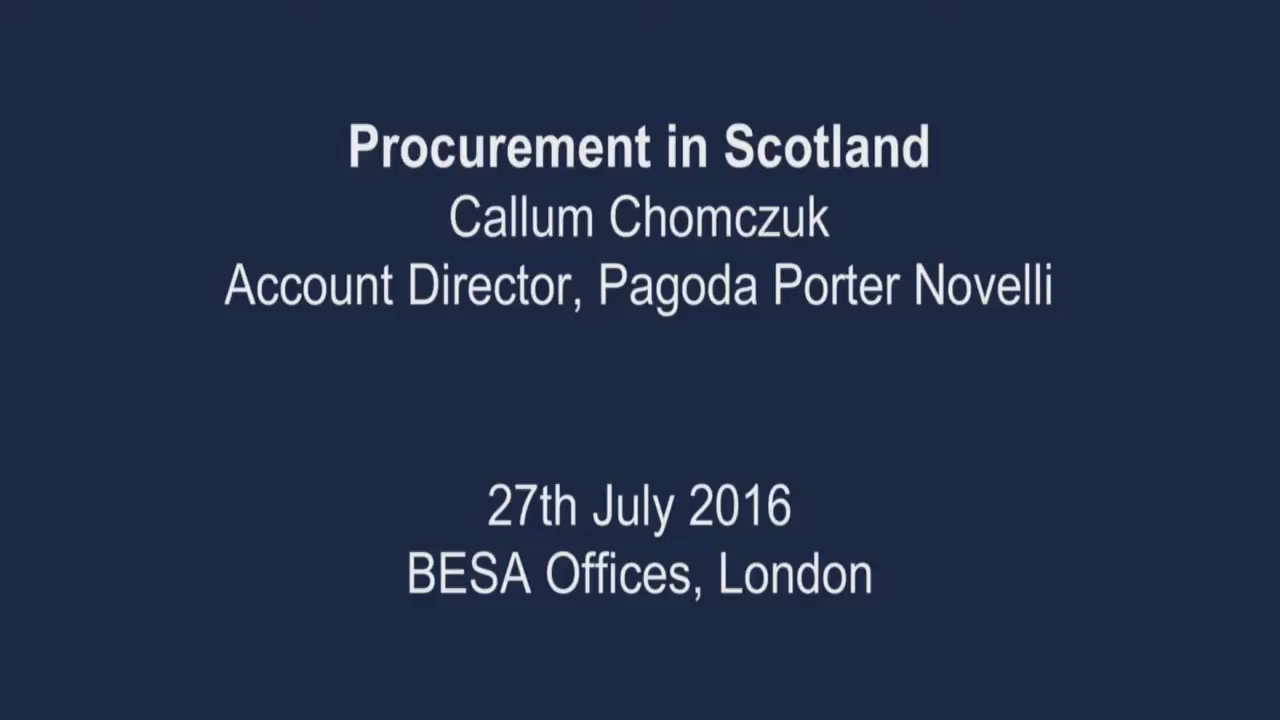 Procurement in Scotland
Callum Chomczuk
Account Director, Pagoda Porter Novelli
27th July 2016
BESA Offices, London